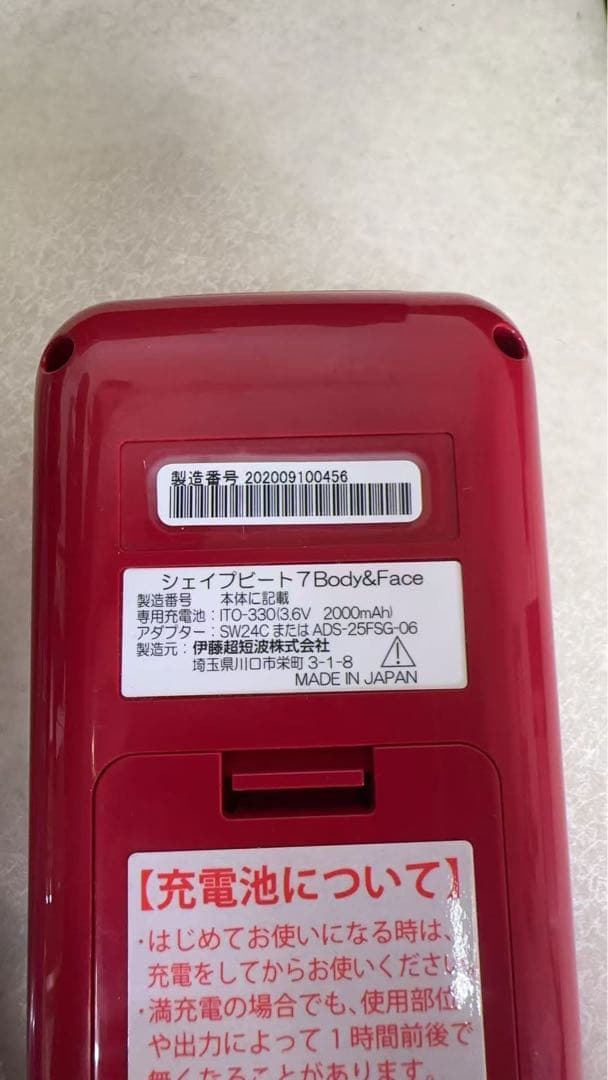 製造番号 202009100456
シェイプビート7Body&Face
製造番号 本体に記載
専用充電池：ITO-330(3.6V 2000mAh)
アダプター：SW24C または ADS-25FSG-06
製造元：伊藤超短波株式会社
埼玉県川口市栄町 3-1-8
MADE IN JAPAN
【充電池について】
・はじめてお使いになる時は、
充電をしてからお使いください。
・満充電の場合でも、使用部位
や出力によって1時間前後で
無くなることがあります。